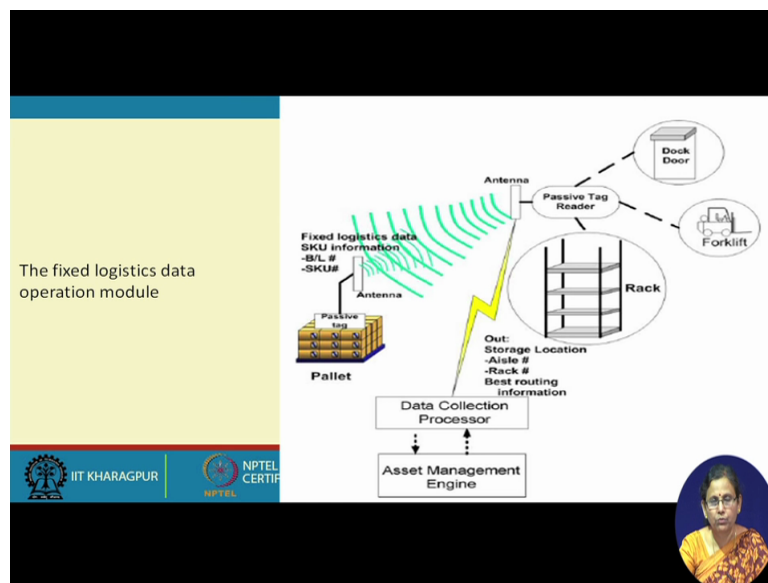 The fixed logistics data
operation module
Antenna
Passive Tag
Reader
Dock
Door
Forklift
Rack
Fixed logistics data
SKU information
-B/L #
-SKU#
Antenna
Passive
tag
Pallet
Out:
Storage Location
-Aisle #
-Rack #
Best routing
information
Data Collection
Processor
Asset Management
Engine
IIT KHARAGPUR
NPTEL
NPTEL
CERTIF